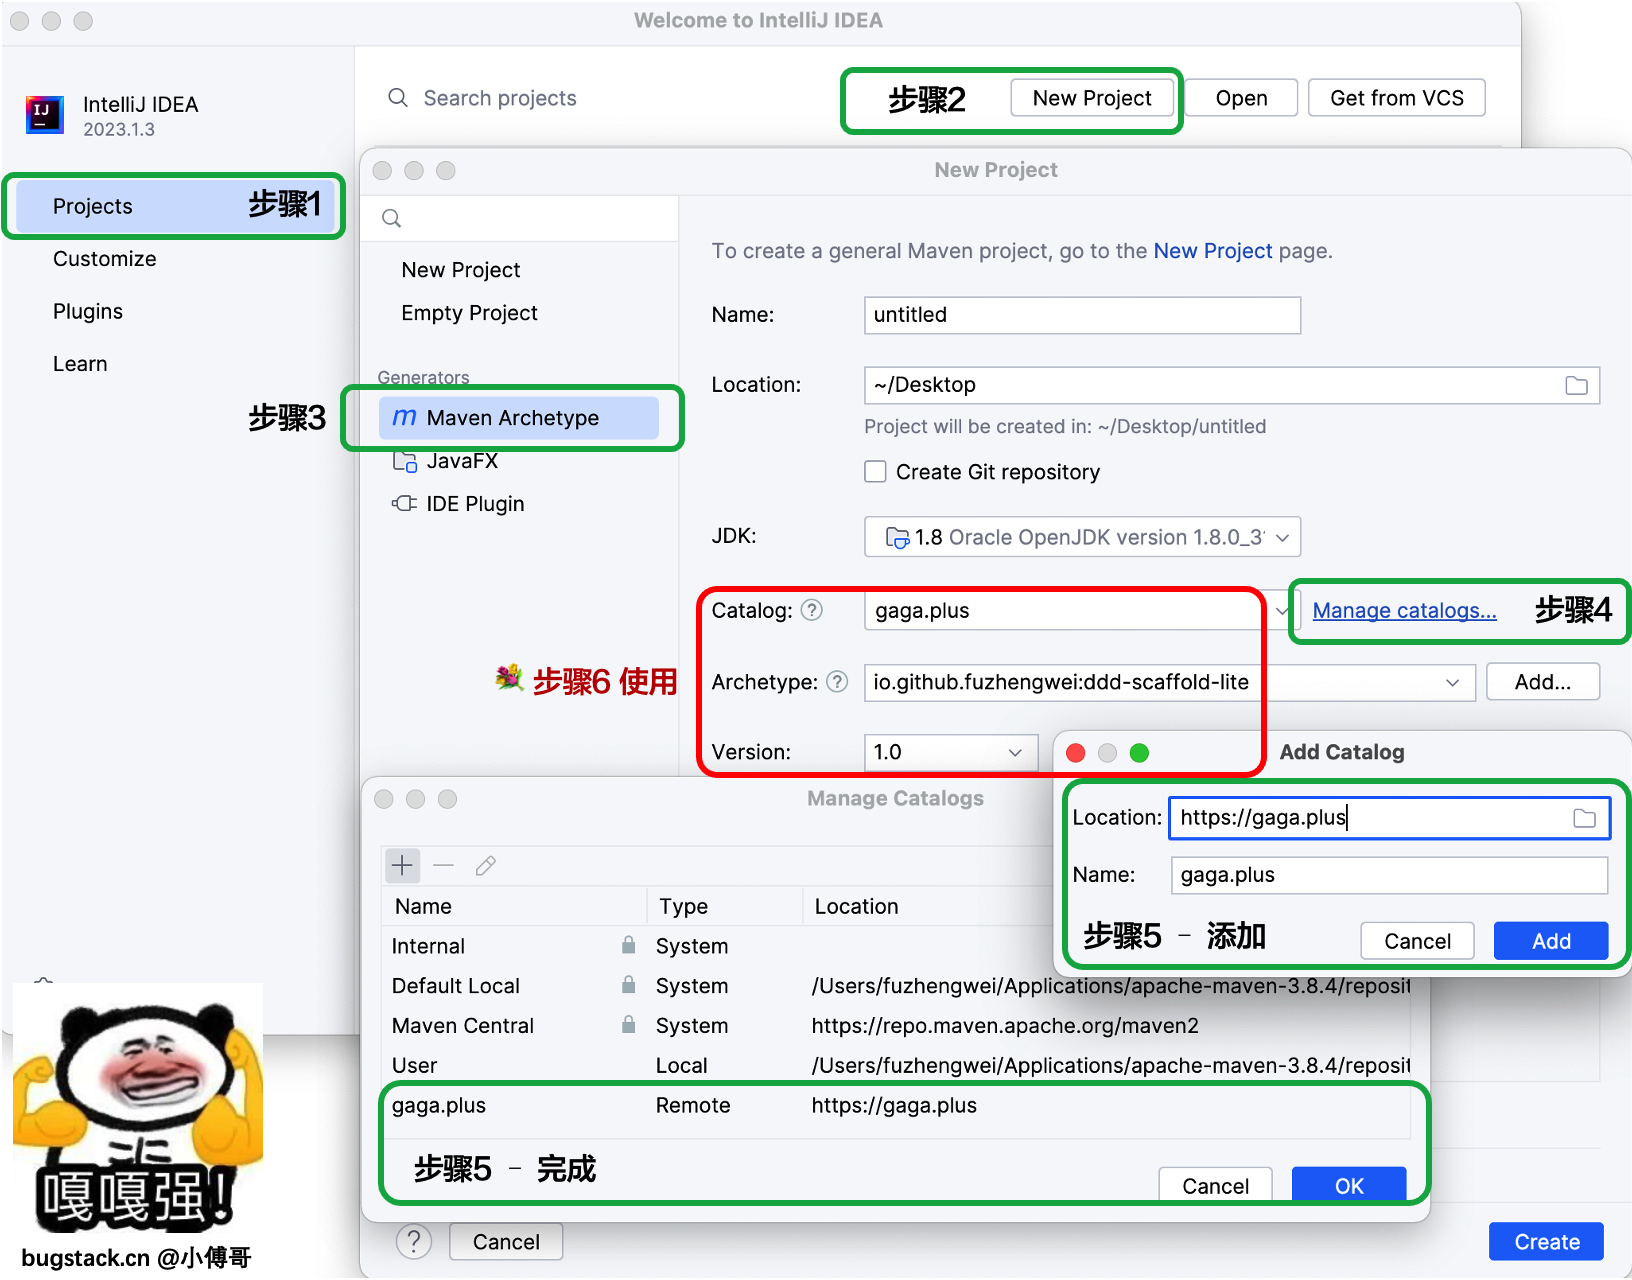 Welcome to IntelliJ IDEA
IntelliJ IDEA
2023.1.3
Search projects
步骤2
New Project
Open
Get from VCS
Projects
步骤1
Customize
Plugins
Learn
New Project
New Project
Empty Project
Generators
步骤3
Maven Archetype
JavaFX
IDE Plugin
To create a general Maven project, go to the New Project page.
Name:
untitled
Location:
~/Desktop
Project will be created in: ~/Desktop/untitled
Create Git repository
JDK:
1.8 Oracle OpenJDK version 1.8.0_3
Catalog:
gaga.plus
Manage catalogs...
步骤4
步骤6 使用
Archetype:
io.github.fuzhengwei:ddd-scaffold-lite
Add...
Version:
1.0
Add Catalog
Location:
https://gaga.plus
Name:
gaga.plus
步骤5 - 添加
Cancel
Add
Manage Catalogs
Name Type Location
Internal System
Default Local System /Users/fuzhengwei/Applications/apache-maven-3.8.4/reposit
Maven Central System https://repo.maven.apache.org/maven2
User Local /Users/fuzhengwei/Applications/apache-maven-3.8.4/reposit
gaga.plus Remote https://gaga.plus
步骤5 - 完成
Cancel
OK
Cancel
Create
嘎嘎强!
bugstack.cn @小傅哥